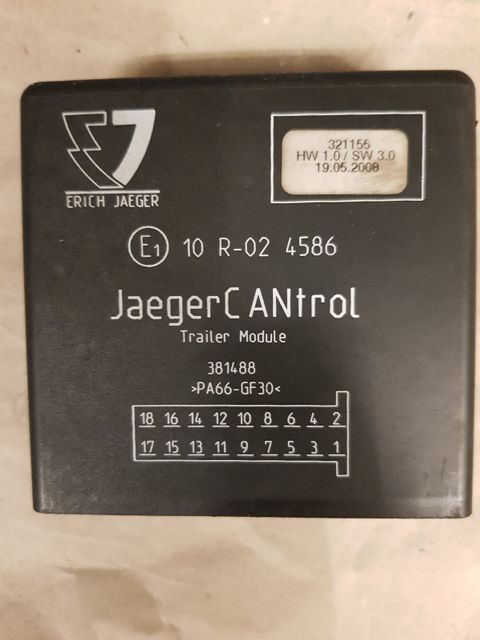 ERICH JAEGER
321155
HW 1.0 / SW 3.0
19.05.2008
E1 10 R-02 4586
JaegerCANtrol
Trailer Module
381488
>PA66-GF30<
18 16 14 12 10 8 6 4 2
17 15 13 11 9 7 5 3 1